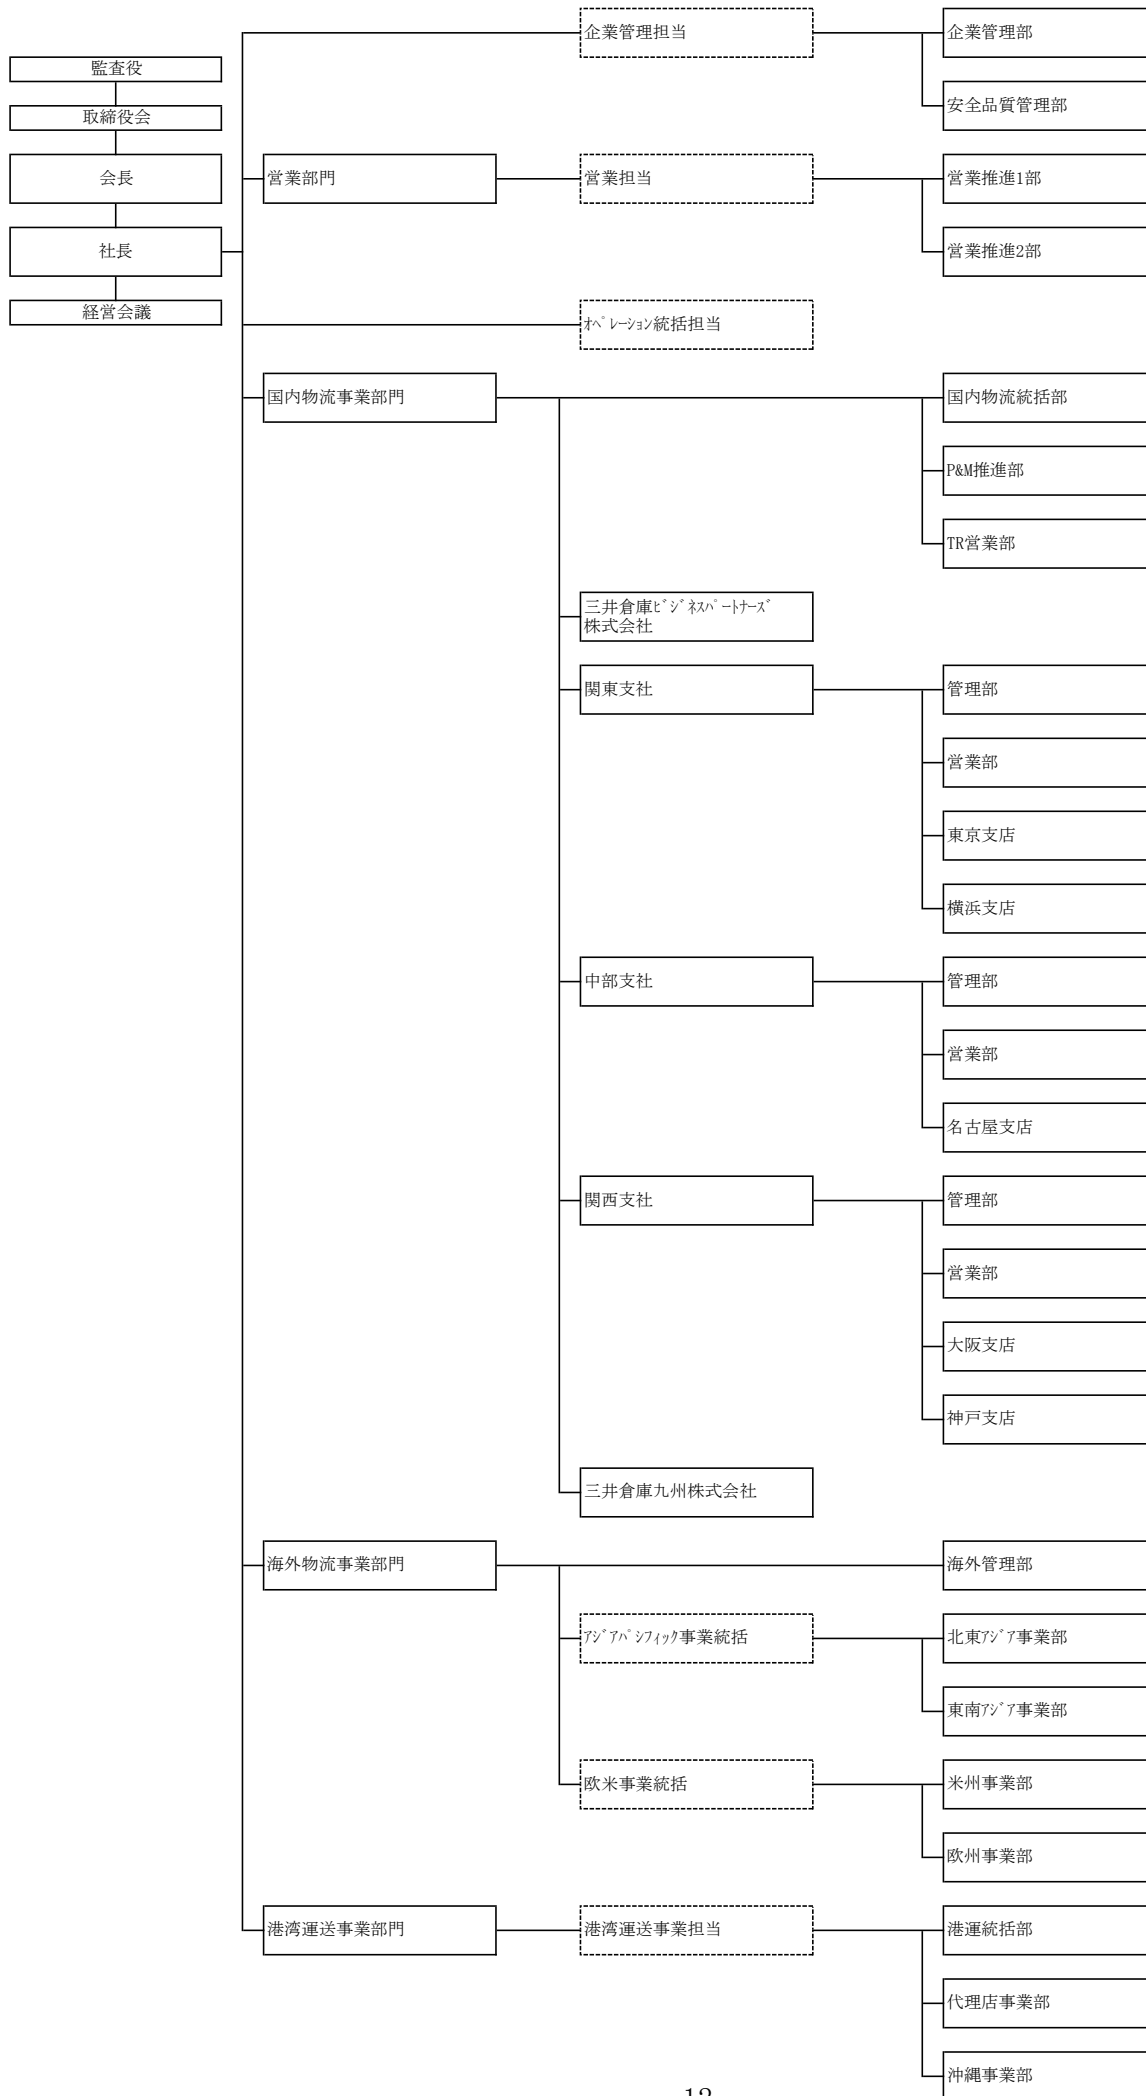 監査役
取締役会
会長
社長
経営会議
企業管理担当
企業管理部
安全品質管理部
営業部門
営業担当
営業推進1部
営業推進2部
ｵﾍﾟﾚｰｼｮﾝ統括担当
国内物流事業部門
国内物流統括部
P&M推進部
TR営業部
三井倉庫ﾋﾞｼﾞﾈｽﾊﾟｰﾄﾅｰｽﾞ
株式会社
関東支社
管理部
営業部
東京支店
横浜支店
中部支社
管理部
営業部
名古屋支店
関西支社
管理部
営業部
大阪支店
神戸支店
三井倉庫九州株式会社
海外物流事業部門
海外管理部
ｱｼﾞｱﾊﾟｼﾌｨｯｸ事業統括
北東ｱｼﾞｱ事業部
東南ｱｼﾞｱ事業部
欧米事業統括
米州事業部
欧州事業部
港湾運送事業部門
港湾運送事業担当
港運統括部
代理店事業部
沖縄事業部